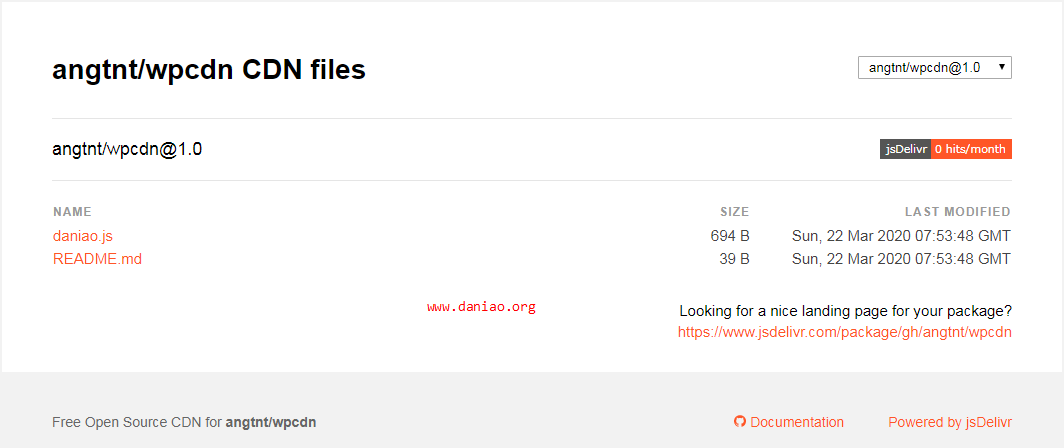 angtnt/wpcdn CDN files
angtnt/wpcdn@1.0
angtnt/wpcdn@1.0
jsDelivr 0 hits/month
NAME SIZE LAST MODIFIED
daniao.js 694 B Sun, 22 Mar 2020 07:53:48 GMT
README.md 39 B Sun, 22 Mar 2020 07:53:48 GMT
www.daniao.org
Looking for a nice landing page for your package?
https://www.jsdelivr.com/package/gh/angtnt/wpcdn
Free Open Source CDN for angtnt/wpcdn Documentation Powered by jsDelivr